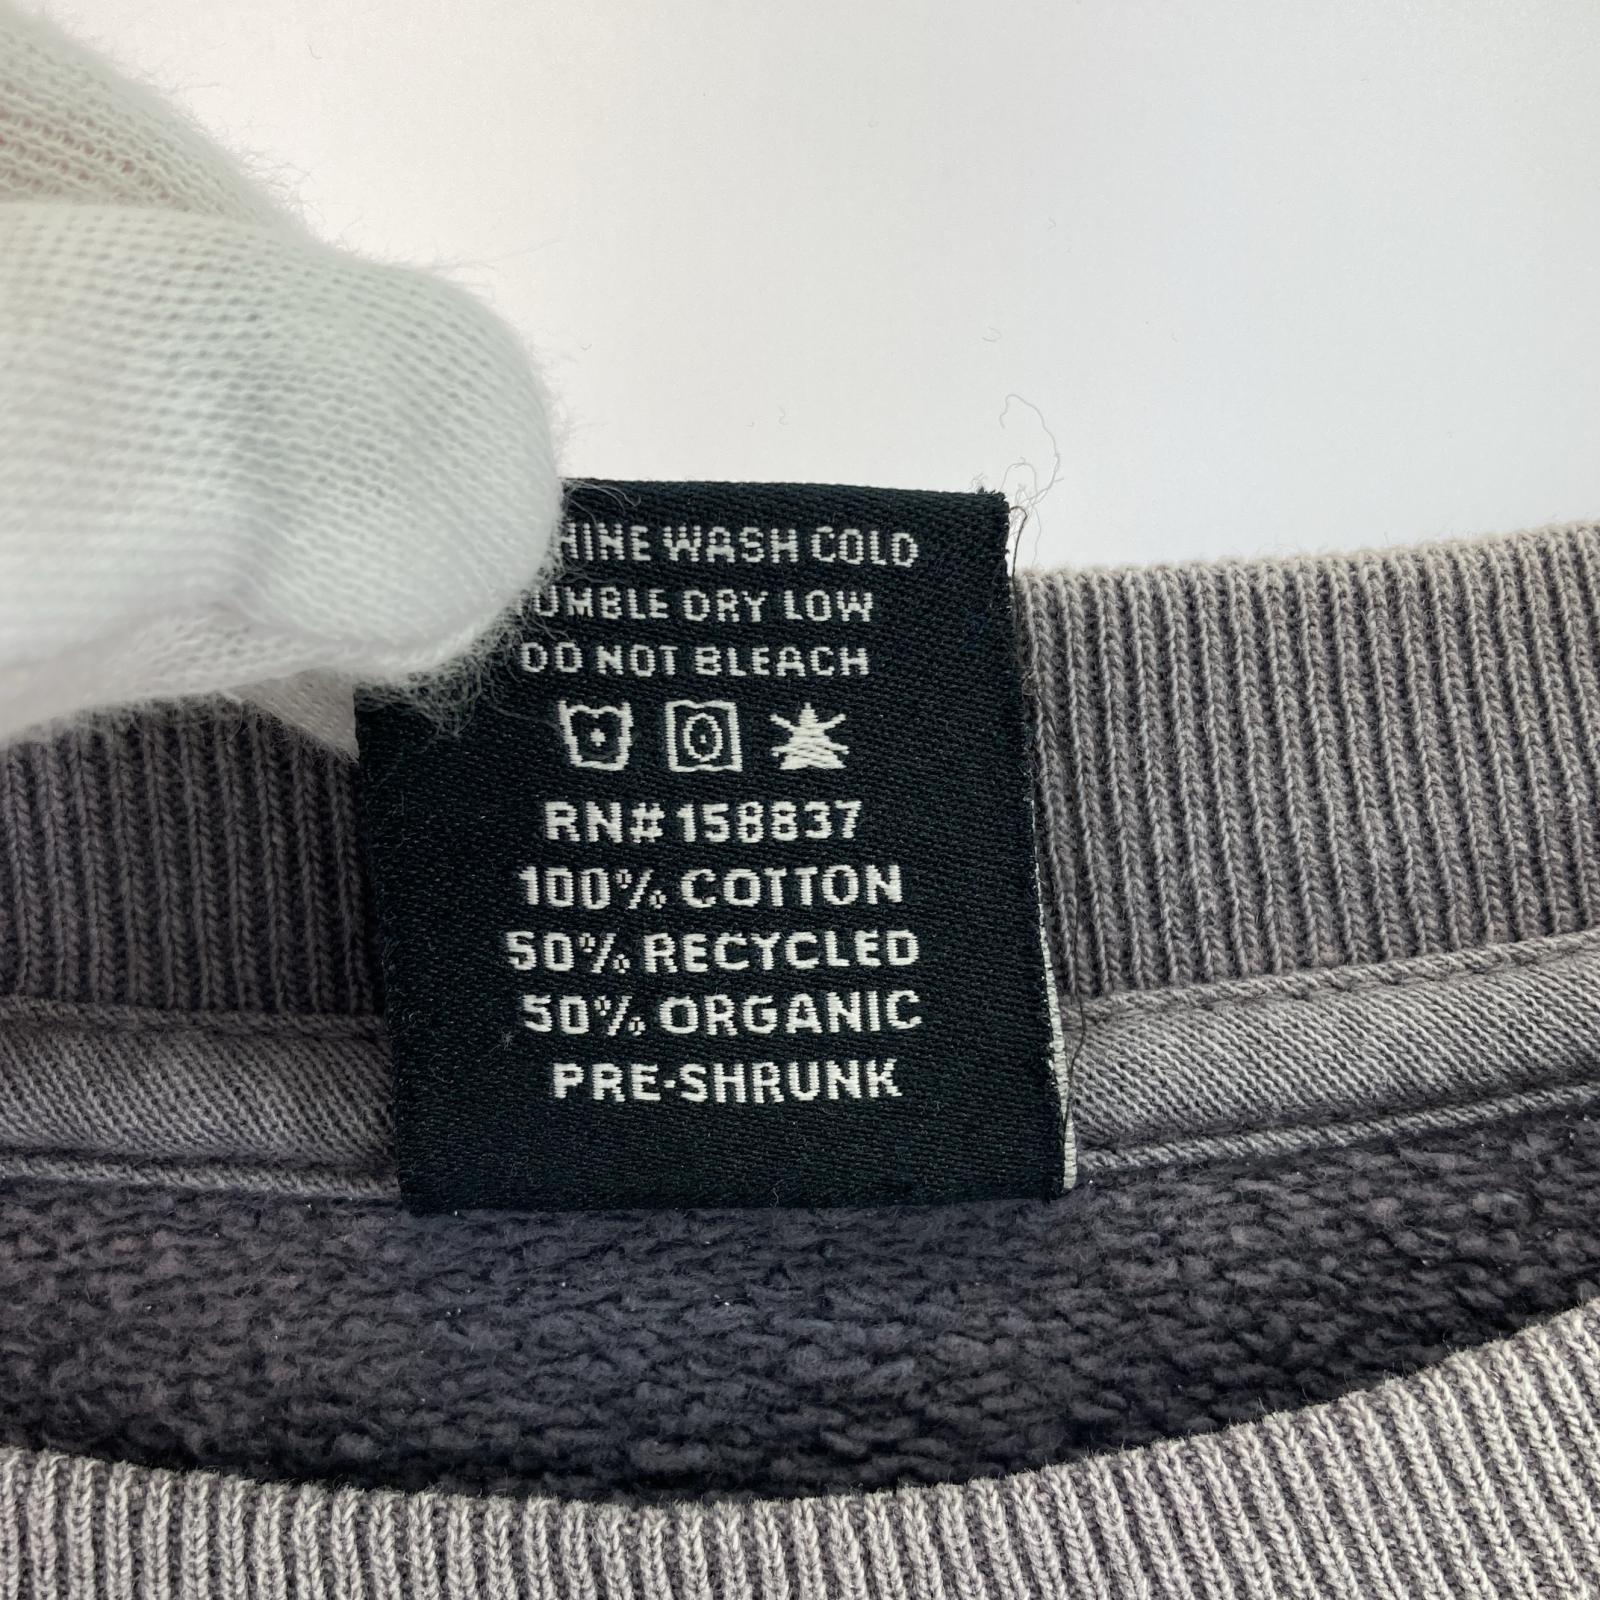 HINE WASH COLD
UMBLE DRY LOW
DO NOT BLEACH
RN# 158837
100% COTTON
50% RECYCLED
50% ORGANIC
PRE-SHRUNK